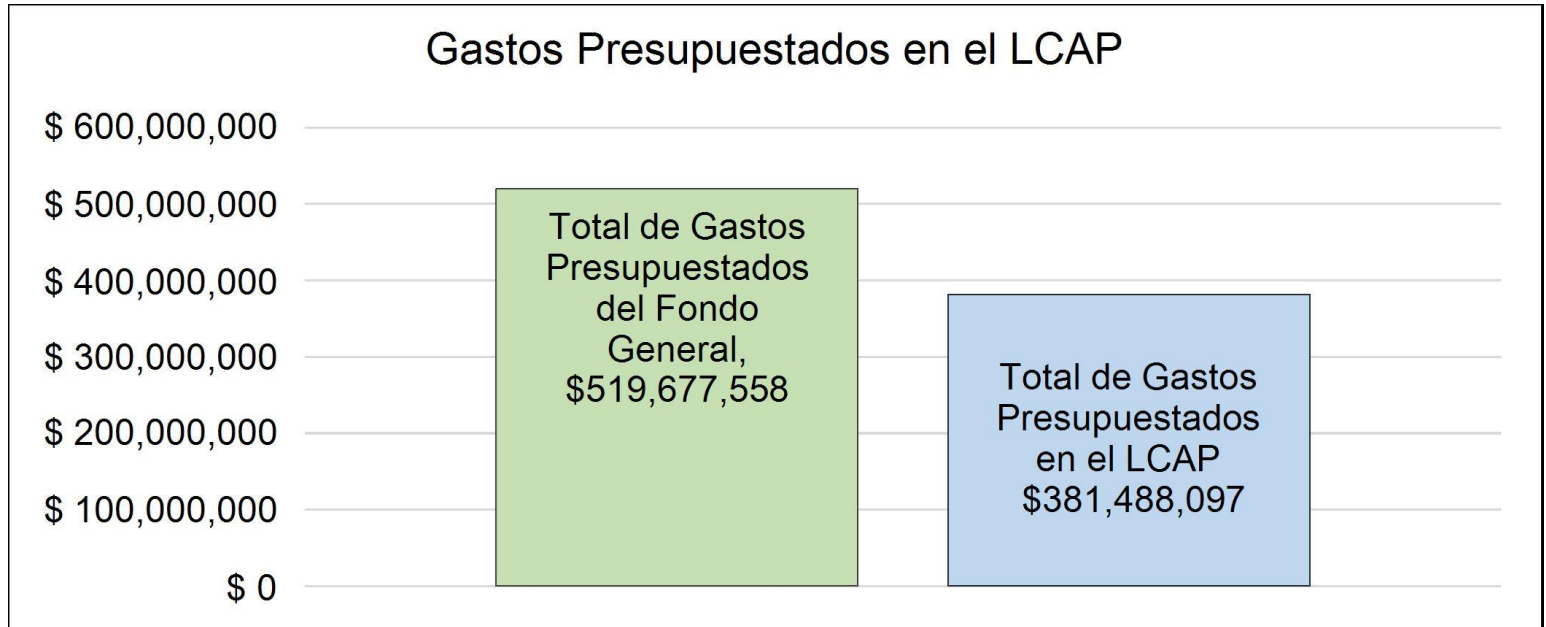 Gastos Presupuestados en el LCAP
$ 600,000,000
$ 500,000,000
$ 400,000,000
$ 300,000,000
$ 200,000,000
$ 100,000,000
$ 0
Total de Gastos
Presupuestados
del Fondo
General,
$519,677,558
Total de Gastos
Presupuestados
en el LCAP
$381,488,097